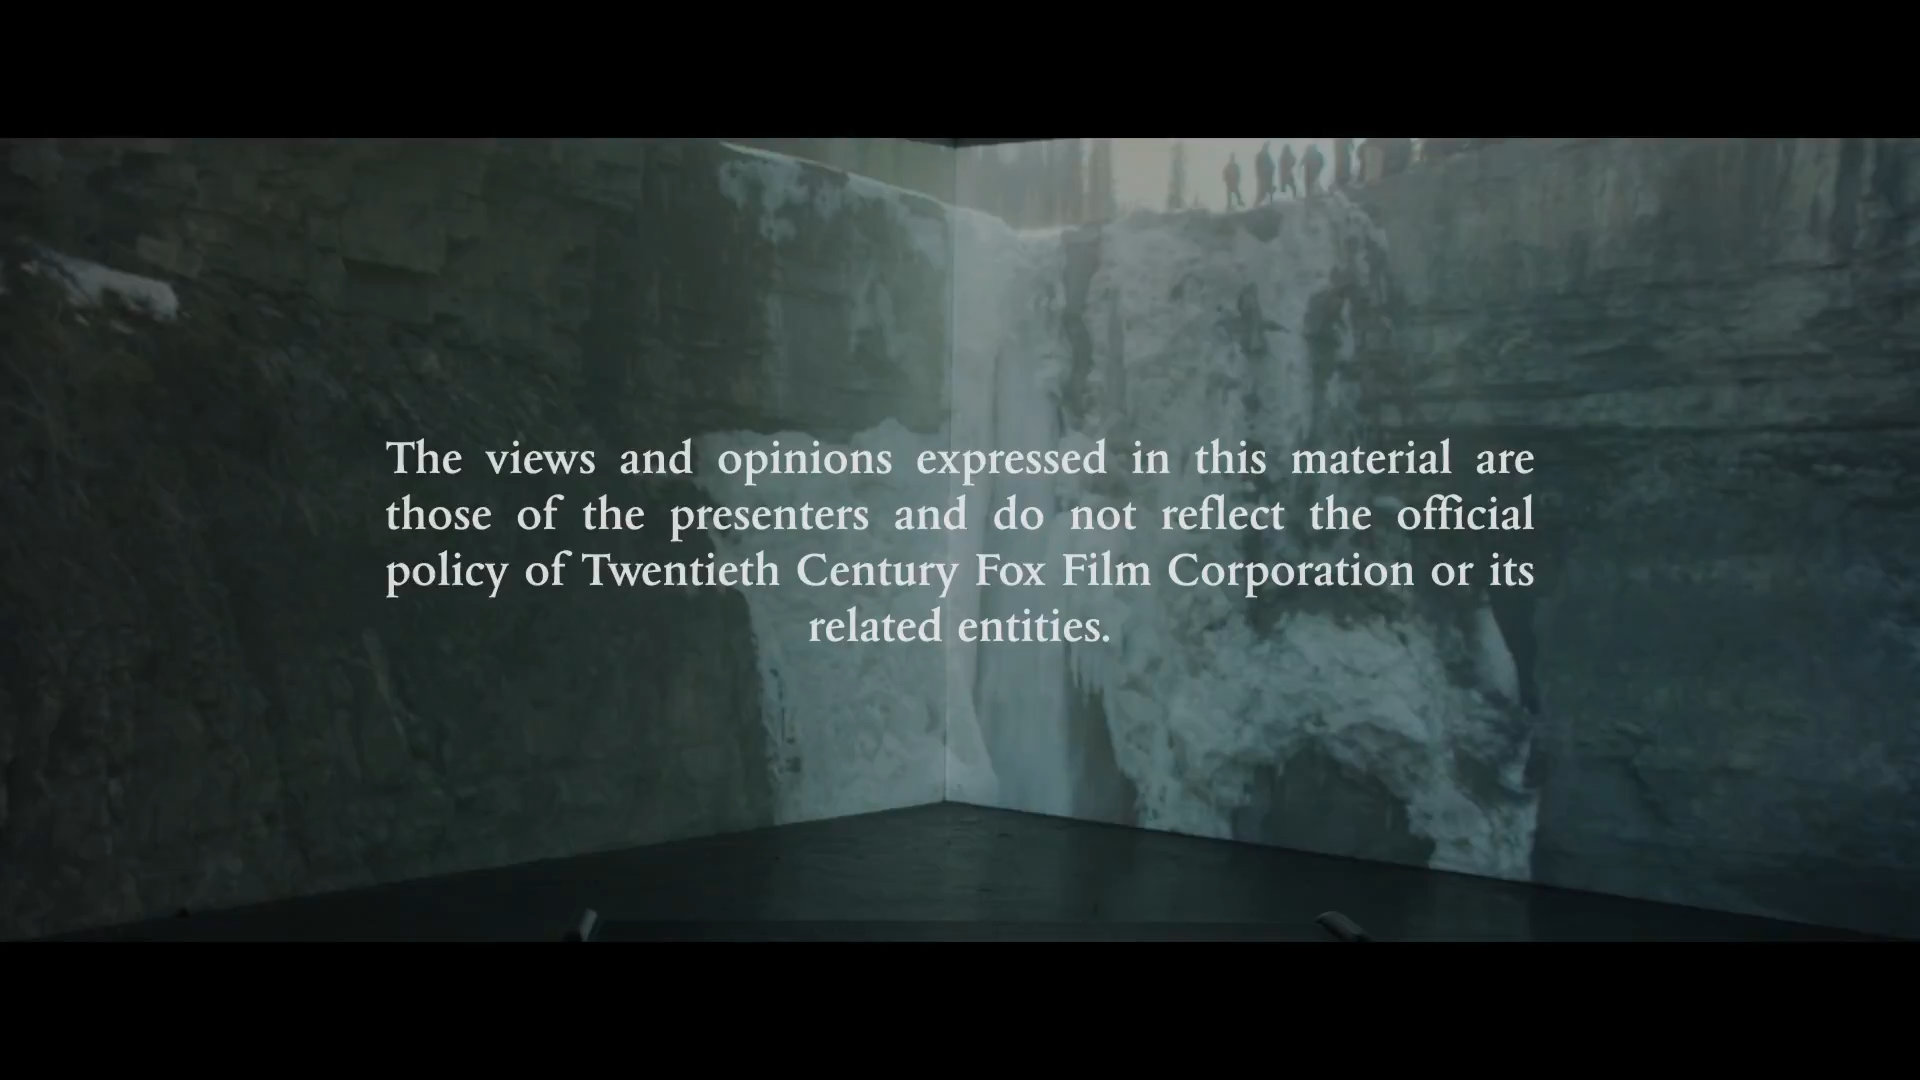 The views and opinions expressed in this material are
those of the presenters and do not reflect the official
policy of Twentieth Century Fox Film Corporation or its
related entities.